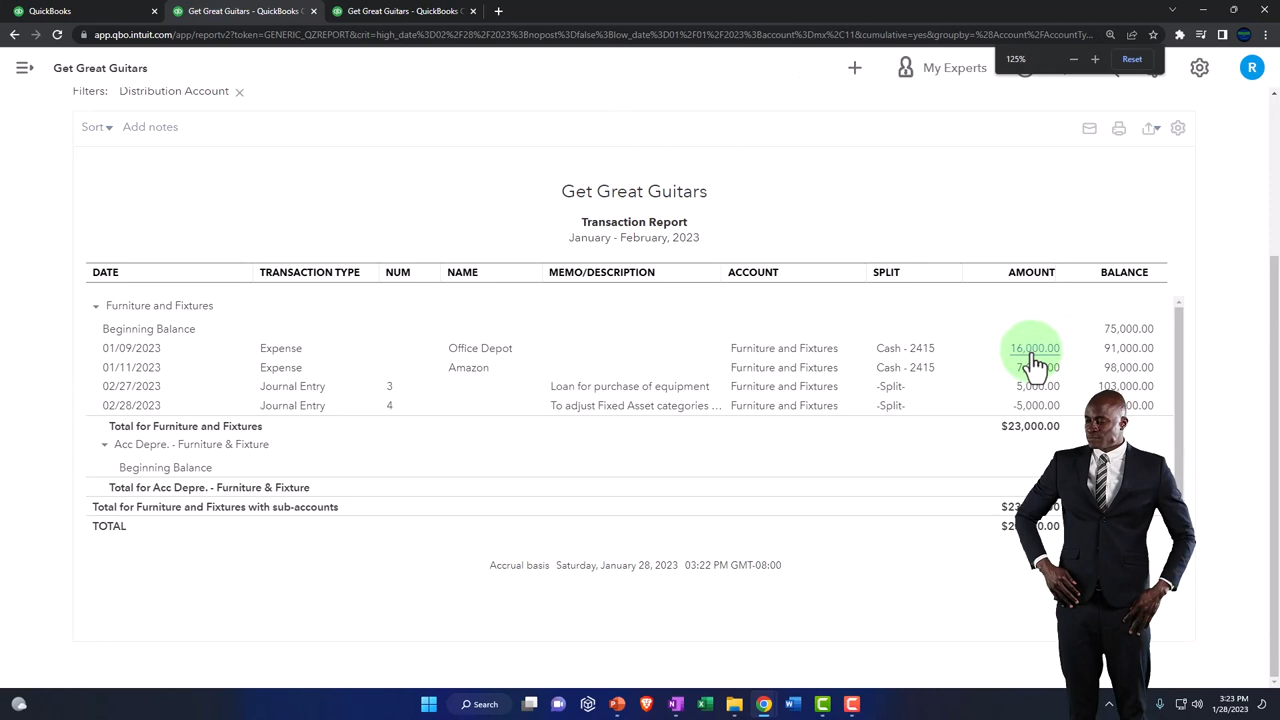 QuickBooks
Get Great Guitars - QuickBooks
Get Great Guitars - QuickBooks
app.qbo.intuit.com/app/reportv2?token=GENERIC_QZREPORT&crit=high_date%3D02%2F28%2F2023%3Bnopost%3Dfalse%3Blow_date%3D01%2F01%2F2023%3Baccount%3Dmx%2C11%3Bcumulative=yes&groupby=%28Account%2FAccountTy...
Get Great Guitars
My Experts
125%
Reset
R
Filters: Distribution Account
Sort Add notes
Get Great Guitars
Transaction Report
January - February, 2023
DATE TRANSACTION TYPE NUM NAME MEMO/DESCRIPTION ACCOUNT SPLIT AMOUNT BALANCE
Furniture and Fixtures
Beginning Balance 75,000.00
01/09/2023 Expense Office Depot Furniture and Fixtures Cash - 2415 16,000.00 91,000.00
01/11/2023 Expense Amazon Furniture and Fixtures Cash - 2415 98,000.00
02/27/2023 Journal Entry 3 Loan for purchase of equipment Furniture and Fixtures -Split- 5,000.00 103,000.00
02/28/2023 Journal Entry 4 To adjust Fixed Asset categories ... Furniture and Fixtures -Split- -5,000.00
Total for Furniture and Fixtures $23,000.00
Acc Depre. - Furniture & Fixture
Beginning Balance
Total for Acc Depre. - Furniture & Fixture
Total for Furniture and Fixtures with sub-accounts
TOTAL
Accrual basis Saturday, January 28, 2023 03:22 PM GMT-08:00
Search
3:23 PM
1/28/2023